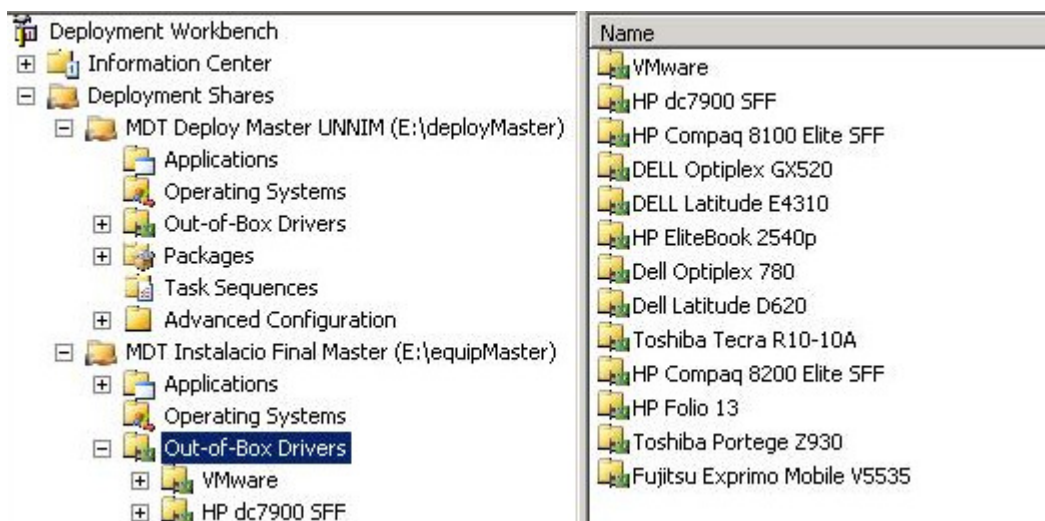 Deployment Workbench
Information Center
Deployment Shares
MDT Deploy Master UNNIM (E:\deployMaster)
Applications
Operating Systems
Out-of-Box Drivers
Packages
Task Sequences
Advanced Configuration
MDT Instalacio Final Master (E:\equipMaster)
Applications
Operating Systems
Out-of-Box Drivers
VMware
HP dc7900 SFF
Name
VMware
HP dc7900 SFF
HP Compaq 8100 Elite SFF
DELL Optiplex GX520
DELL Latitude E4310
HP EliteBook 2540p
Dell Optiplex 780
Dell Latitude D620
Toshiba Tecra R10-10A
HP Compaq 8200 Elite SFF
HP Folio 13
Toshiba Portege Z930
Fujitsu Exprimo Mobile V5535